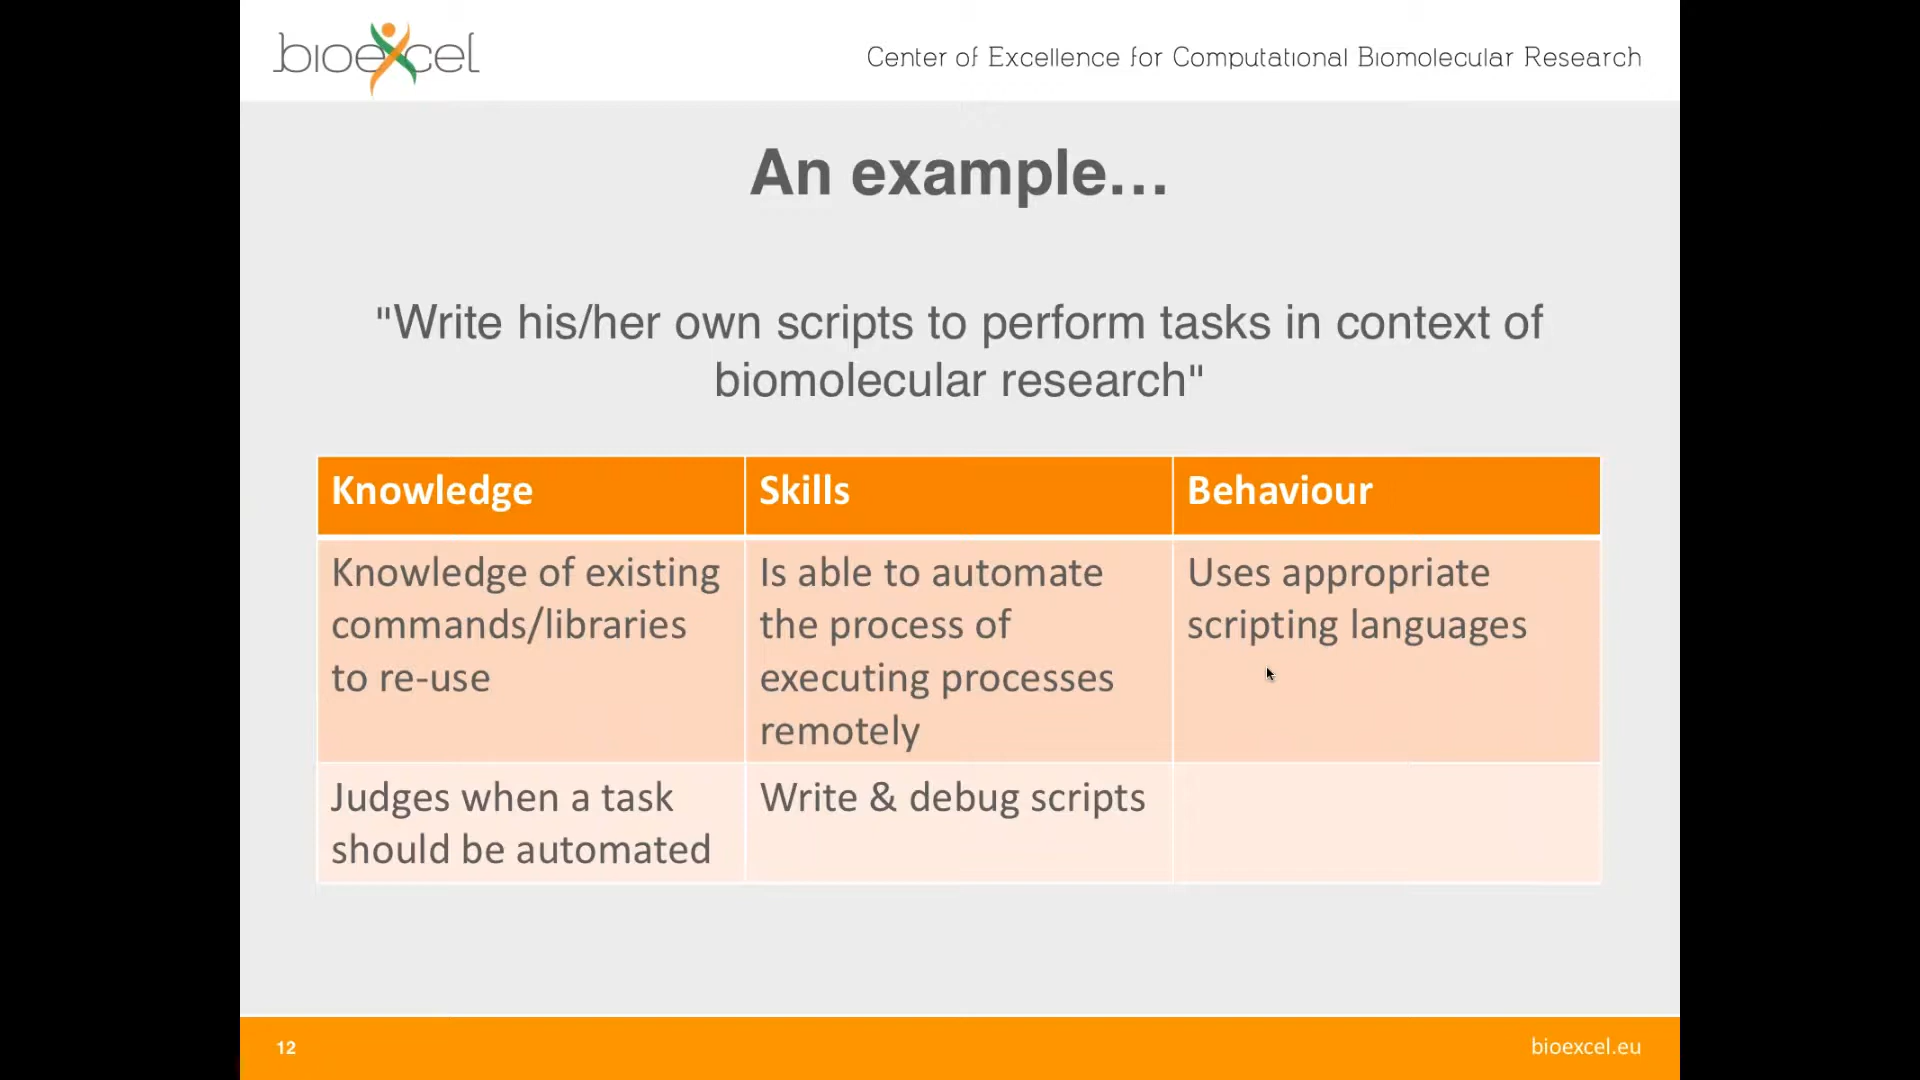 bioexcel
Center of Excellence for Computational Biomolecular Research
An example...
"Write his/her own scripts to perform tasks in context of
biomolecular research"
Knowledge
Skills
Behaviour
Knowledge of existing
commands/libraries
to re-use
Is able to automate
the process of
executing processes
remotely
Uses appropriate
scripting languages
Judges when a task
should be automated
Write & debug scripts
12
bioexcel.eu